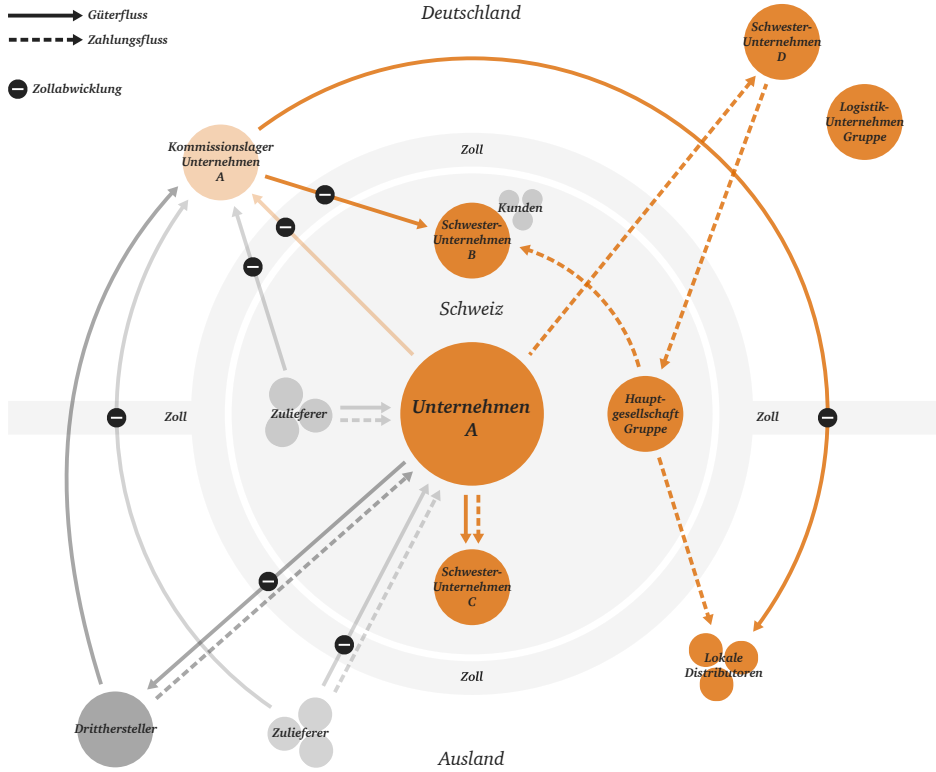 Güterfluss
Zahlungsfluss
Zollabwicklung
Deutschland
Schwester-
Unternehmen
D
Logistik-
Unternehmen
Gruppe
Kommissionslager
Unternehmen
A
Zoll
Kunden
Schwester-
Unternehmen
B
Schweiz
Zoll
Zulieferer
Unternehmen
A
Haupt-
gesellschaft
Gruppe
Zoll
Schwester-
Unternehmen
C
Zoll
Lokale
Distributoren
Dritthersteller
Zulieferer
Ausland